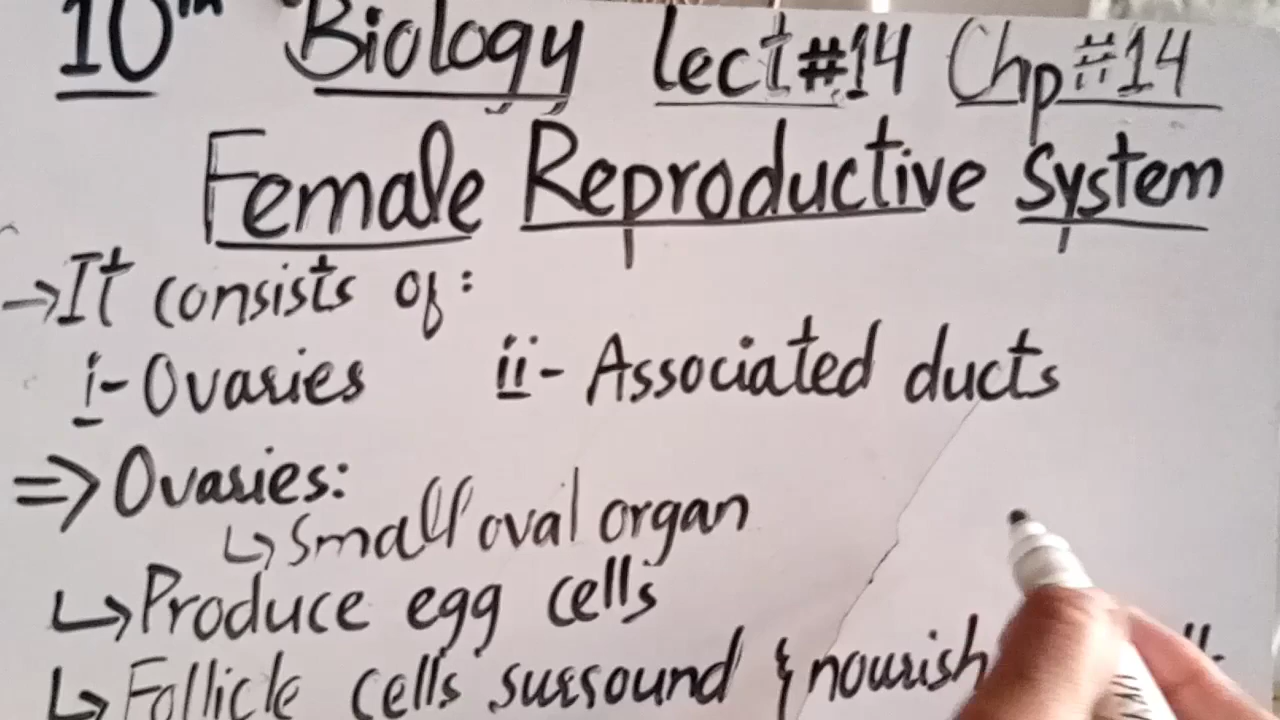 10th Biology Lect#14 Chp#14
Female Reproductive System
→It consists of:
i- Ovaries ii- Associated ducts
⇒Ovaries:
↳Small oval organ
↳Produce egg cells
↳Follicle cells surround & nourish